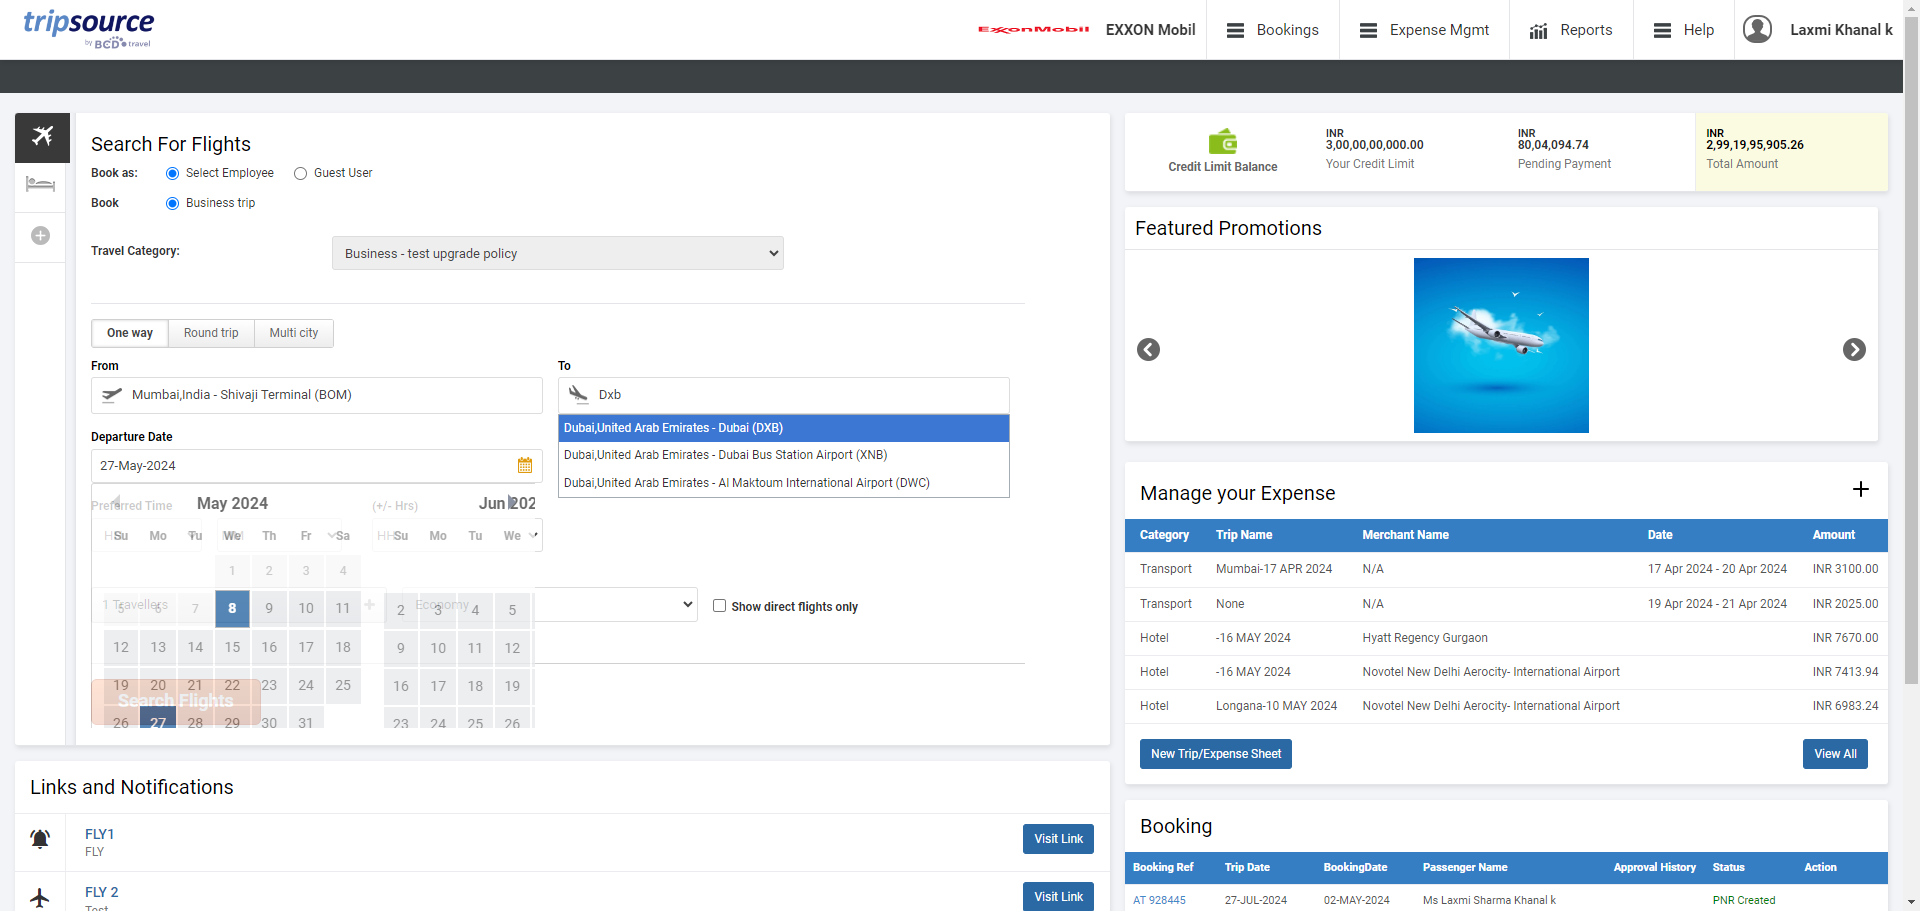 tripsource
by BCD travel
ExxonMobil
EXXON Mobil
Bookings
Expense Mgmt
Reports
Help
Laxmi Khanal k
Search For Flights
Book as:
Select Employee
Guest User
Book
Business trip
Travel Category:
Business - test upgrade policy
One way
Round trip
Multi city
From
To
Mumbai,India - Shivaji Terminal (BOM)
Dxb
Dubai,United Arab Emirates - Dubai (DXB)
Dubai,United Arab Emirates - Dubai Bus Station Airport (XNB)
Dubai,United Arab Emirates - Al Maktoum International Airport (DWC)
Departure Date
27-May-2024
Preferred Time
(+/- Hrs)
May 2024
Su Mo Tu We Th Fr Sa
1 2 3 4
5 6 7 8 9 10 11
12 13 14 15 16 17 18
19 20 21 22 23 24 25
26 27 28 29 30 31
Jun 202
Su Mo Tu We
2 3 4 5
9 10 11 12
16 17 18 19
23 24 25 26
1 Travellers
Economy
Show direct flights only
Search Flights
Links and Notifications
FLY1
FLY
Visit Link
FLY 2
Test
Visit Link
Credit Limit Balance
INR
3,00,00,00,000.00
Your Credit Limit
INR
80,04,094.74
Pending Payment
INR
2,99,19,95,905.26
Total Amount
Featured Promotions
Manage your Expense
Category Trip Name Merchant Name Date Amount
Transport Mumbai-17 APR 2024 N/A 17 Apr 2024 - 20 Apr 2024 INR 3100.00
Transport None N/A 19 Apr 2024 - 21 Apr 2024 INR 2025.00
Hotel -16 MAY 2024 Hyatt Regency Gurgaon INR 7670.00
Hotel -16 MAY 2024 Novotel New Delhi Aerocity- International Airport INR 7413.94
Hotel Longana-10 MAY 2024 Novotel New Delhi Aerocity- International Airport INR 6983.24
New Trip/Expense Sheet
View All
Booking
Booking Ref Trip Date BookingDate Passenger Name Approval History Status Action
AT 928445 27-JUL-2024 02-MAY-2024 Ms Laxmi Sharma Khanal k PNR Created